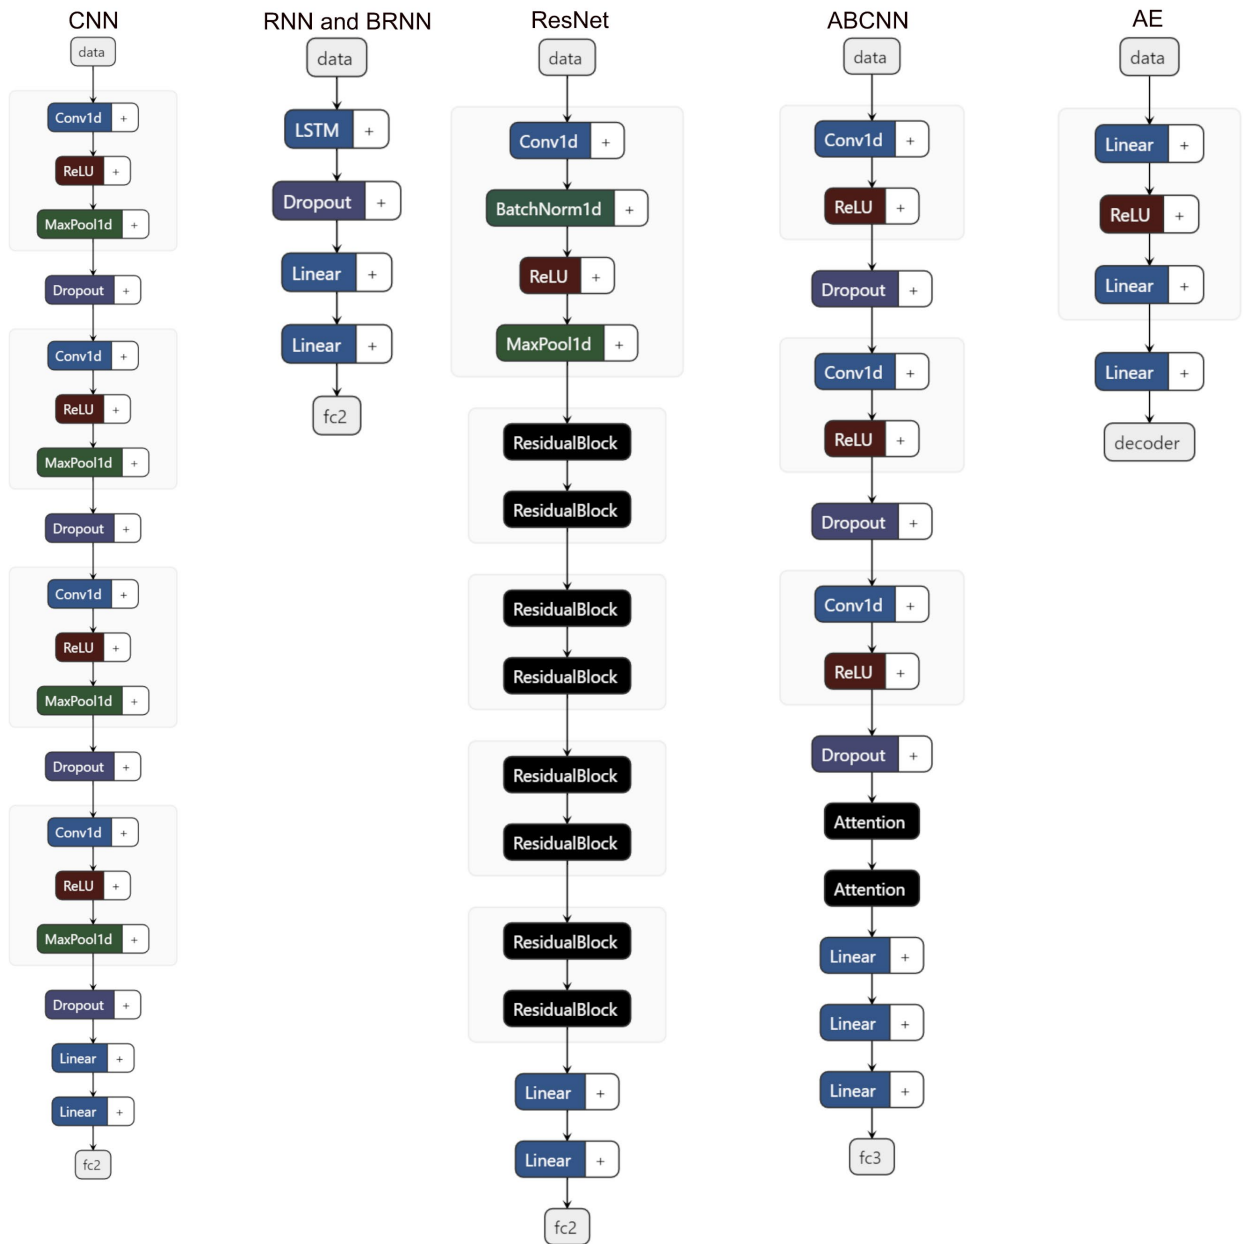 CNN
data
Conv1d +
ReLU +
MaxPool1d +
Dropout +
Conv1d +
ReLU +
MaxPool1d +
Dropout +
Conv1d +
ReLU +
MaxPool1d +
Dropout +
Conv1d +
ReLU +
MaxPool1d +
Dropout +
Linear +
Linear +
fc2
RNN and BRNN
data
LSTM +
Dropout +
Linear +
Linear +
fc2
ResNet
data
Conv1d +
BatchNorm1d +
ReLU +
MaxPool1d +
ResidualBlock
ResidualBlock
ResidualBlock
ResidualBlock
ResidualBlock
ResidualBlock
ResidualBlock
ResidualBlock
Linear +
Linear +
fc2
ABCNN
data
Conv1d +
ReLU +
Dropout +
Conv1d +
ReLU +
Dropout +
Conv1d +
ReLU +
Dropout +
Attention
Attention
Linear +
Linear +
Linear +
fc3
AE
data
Linear +
ReLU +
Linear +
Linear +
decoder